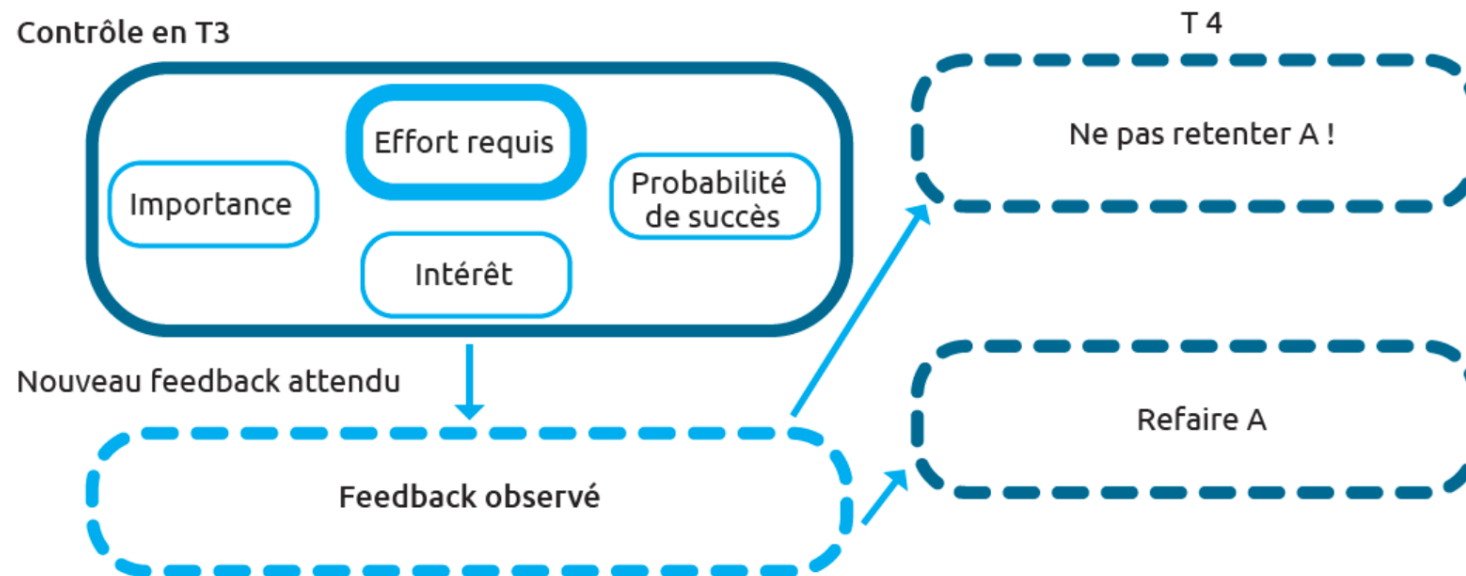 Contrôle en T3
T 4
Effort requis
Importance
Probabilité
de succès
Intérêt
Ne pas retenter A !
Nouveau feedback attendu
Refaire A
Feedback observé